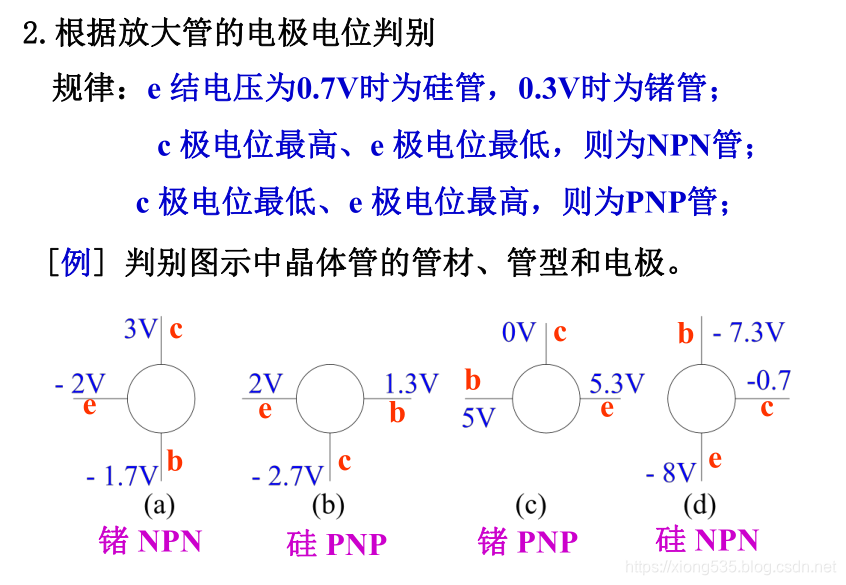 2.根据放大管的电极电位判别
规律：e 结电压为0.7V时为硅管，0.3V时为锗管；
c 极电位最高、e 极电位最低，则为NPN管；
c 极电位最低、e 极电位最高，则为PNP管；
［例］判别图示中晶体管的管材、管型和电极。
3V c
- 2V
e
- 1.7V b
(a)
锗 NPN
2V
e
1.3V
b
- 2.7V c
(b)
硅 PNP
0V c
b
5V
5.3V
e
(c)
锗 PNP
b - 7.3V
-0.7
c
- 8V e
(d)
硅 NPN
https://xiong535.blog.csdn.net